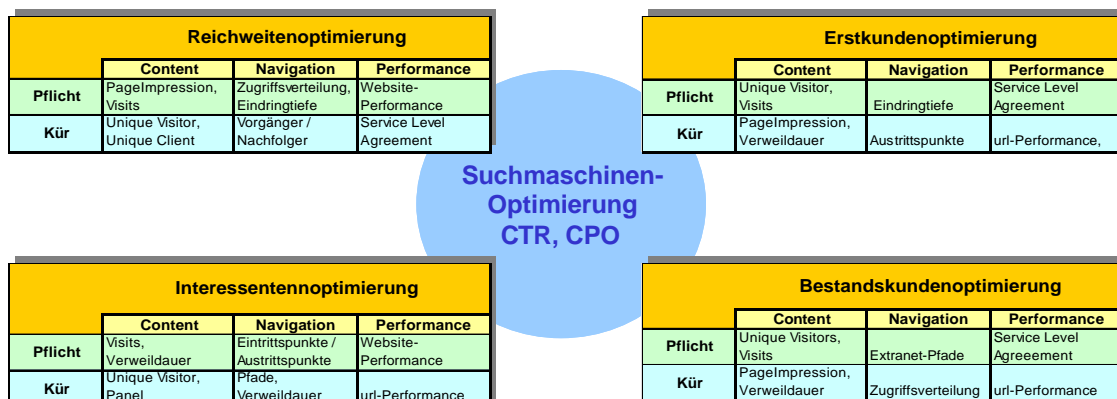 Reichweitenoptimierung
Content Navigation Performance
Pflicht
PageImpression,
Visits
Zugriffsverteilung,
Eindringtiefe
Website-
Performance
Kür
Unique Visitor,
Unique Client
Vorgänger /
Nachfolger
Service Level
Agreement
Erstkundenoptimierung
Content Navigation Performance
Pflicht
Unique Visitor,
Visits
Eindringtiefe
Service Level
Agreement
Kür
PageImpression,
Verweildauer
Austrittspunkte
url-Performance,
Suchmaschinen-
Optimierung
CTR, CPO
Interessentennoptimierung
Content Navigation Performance
Pflicht
Visits,
Verweildauer
Eintrittspunkte /
Austrittspunkte
Website-
Performance
Kür
Unique Visitor,
Panel
Pfade,
Verweildauer
url-Performance
Bestandskundenoptimierung
Content Navigation Performance
Pflicht
Unique Visitors,
Visits
Extranet-Pfade
Service Level
Agreeement
Kür
PageImpression,
Verweildauer
Zugriffsverteilung
url-Performance